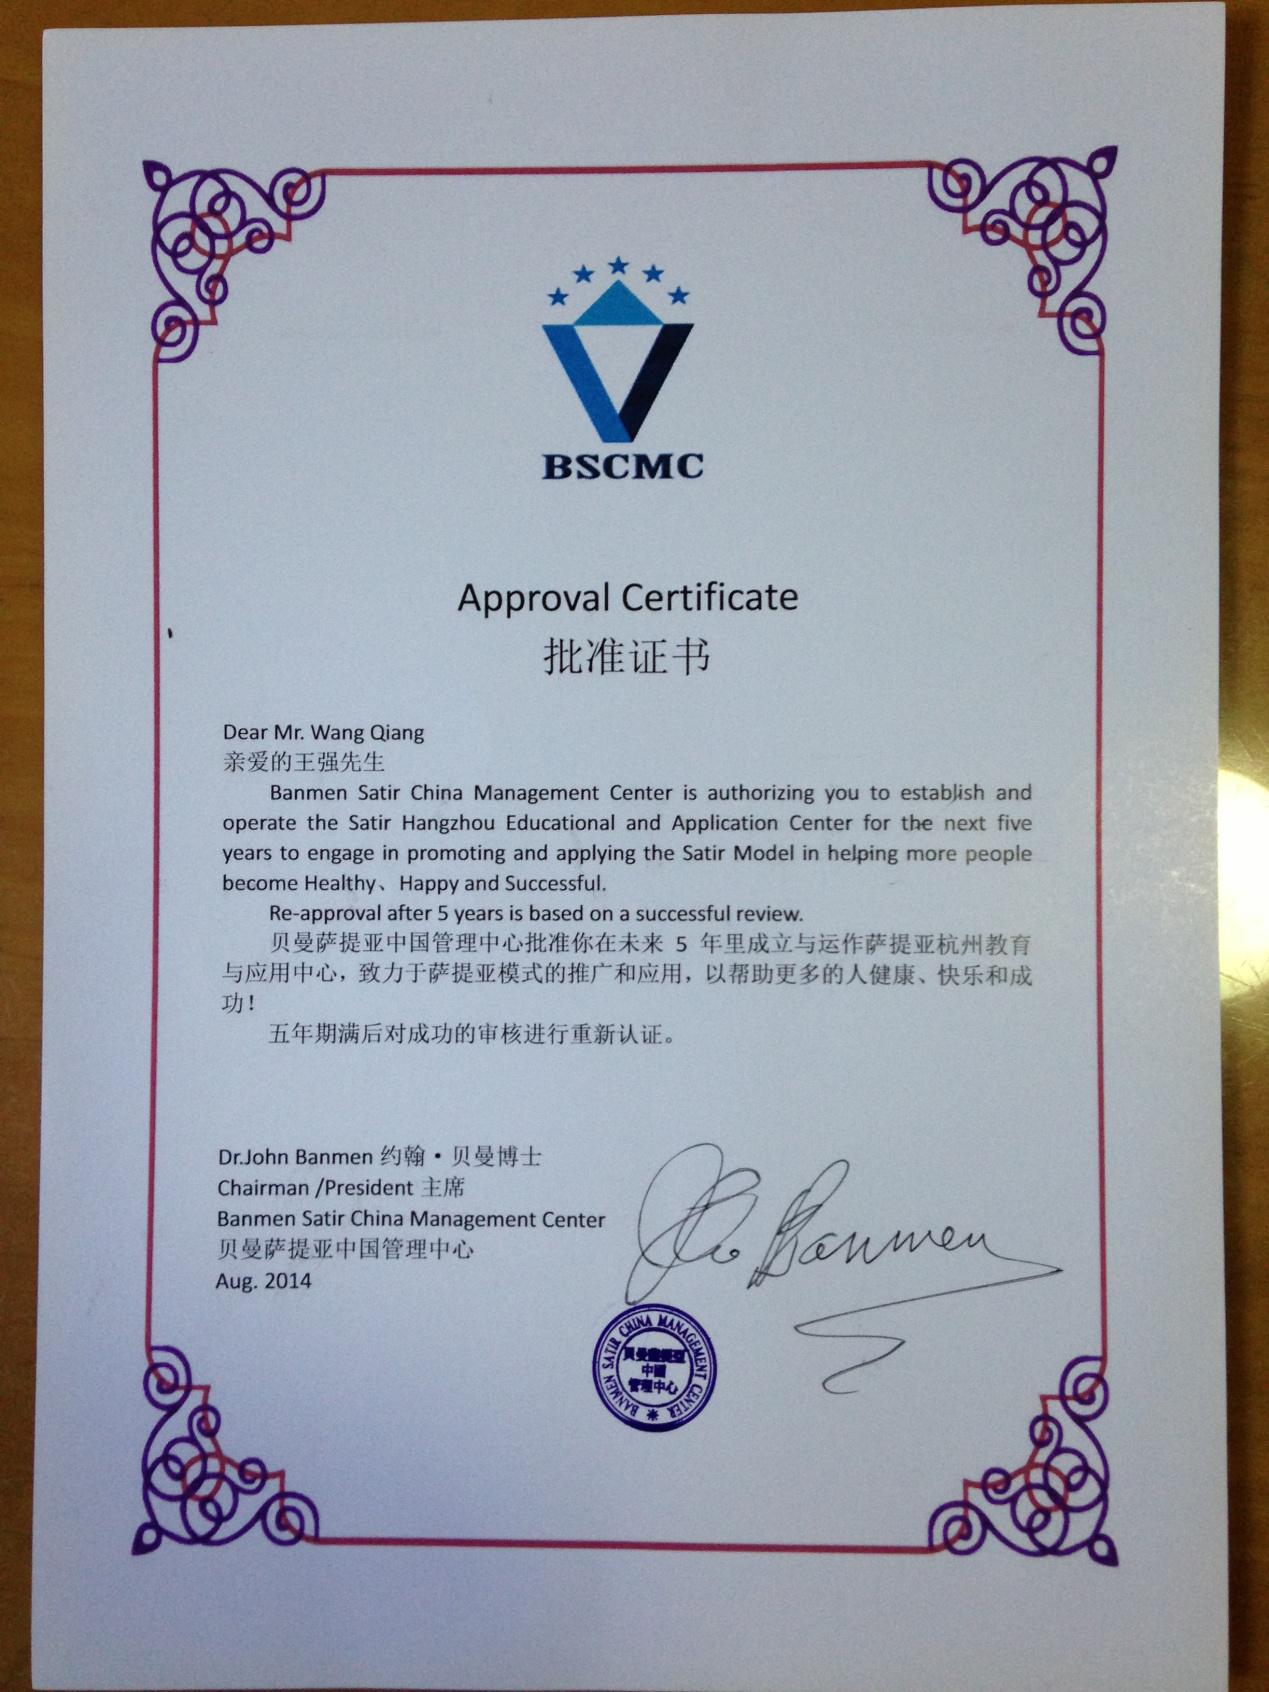 BSCMC
Approval Certificate
批准证书
Dear Mr. Wang Qiang
亲爱的王强先生
Banmen Satir China Management Center is authorizing you to establish and
operate the Satir Hangzhou Educational and Application Center for the next five
years to engage in promoting and applying the Satir Model in helping more people
become Healthy、Happy and Successful.
Re-approval after 5 years is based on a successful review.
贝曼萨提亚中国管理中心批准你在未来 5 年里成立与运作萨提亚杭州教育
与应用中心，致力于萨提亚模式的推广和应用，以帮助更多的人健康、快乐和成
功！
五年期满后对成功的审核进行重新认证。
Dr.John Banmen 约翰·贝曼博士
Chairman /President 主席
Banmen Satir China Management Center
贝曼萨提亚中国管理中心
Aug. 2014
Banmen
BANMEN SATIR CHINA MANAGEMENT CENTER
貝曼薩提亞
中國
管理中心